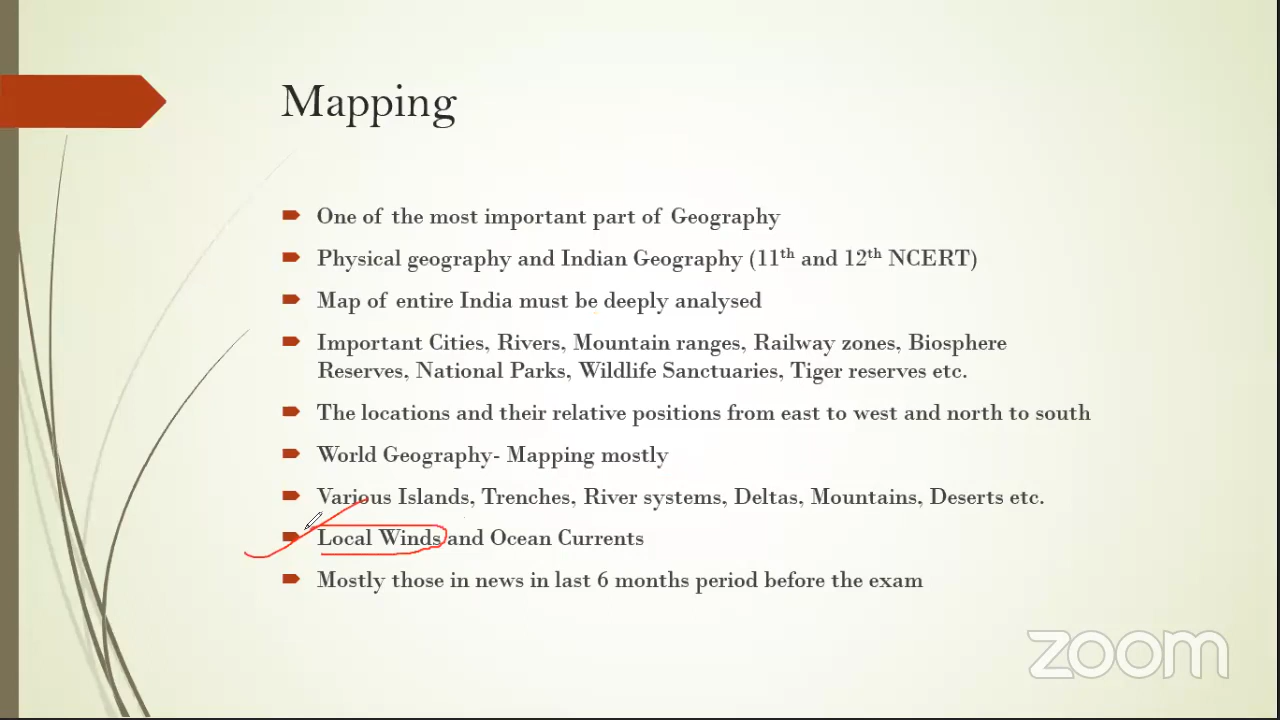 Mapping
One of the most important part of Geography
Physical geography and Indian Geography (11th and 12th NCERT)
Map of entire India must be deeply analysed
Important Cities, Rivers, Mountain ranges, Railway zones, Biosphere
Reserves, National Parks, Wildlife Sanctuaries, Tiger reserves etc.
The locations and their relative positions from east to west and north to south
World Geography- Mapping mostly
Various Islands, Trenches, River systems, Deltas, Mountains, Deserts etc.
Local Winds and Ocean Currents
Mostly those in news in last 6 months period before the exam
zoom